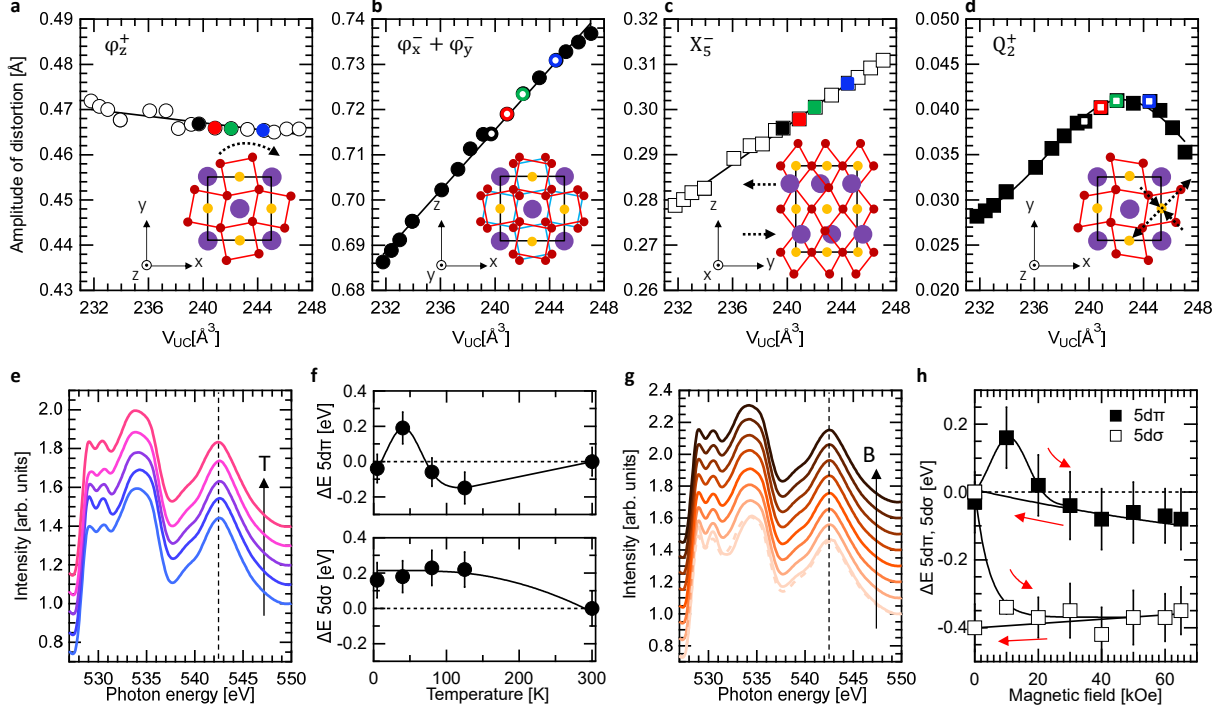 a
φz+
Amplitude of distortion [Å]
0.48
0.47
0.46
0.45
0.44
0.43
y
z
x
232
236
240
244
248
VUC[Å3]
b
φx− + φy−
0.74
0.73
0.72
0.71
0.70
0.69
0.68
z
y
x
232
236
240
244
248
VUC[Å3]
c
X5−
0.32
0.31
0.30
0.29
0.28
0.27
0.26
z
x
y
232
236
240
244
248
VUC[Å3]
d
Q2+
0.050
0.045
0.040
0.035
0.030
0.025
0.020
y
z
x
232
236
240
244
248
VUC[Å3]
e
Intensity [arb. units]
2.0
1.8
1.6
1.4
1.2
1.0
0.8
T
530
535
540
545
550
Photon energy [eV]
f
ΔE 5dπ [eV]
0.4
0.2
0.0
-0.2
ΔE 5dσ [eV]
0.4
0.2
0.0
-0.2
0
100
200
300
Temperature [K]
g
Intensity [arb. units]
2.4
2.2
2.0
1.8
1.6
1.4
1.2
1.0
0.8
B
530
535
540
545
550
Photon energy [eV]
h
ΔE 5dπ, 5dσ [eV]
5dπ
5dσ
0.2
0.0
-0.2
-0.4
0
20
40
60
Magnetic field [kOe]